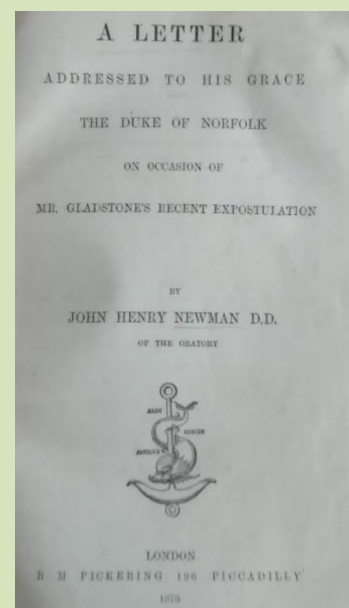 A LETTER
ADDRESSED TO HIS GRACE
THE DUKE OF NORFOLK
ON OCCASION OF
MR. GLADSTONE'S RECENT EXPOSTULATION
BY
JOHN HENRY NEWMAN D.D.
OF THE ORATORY
LONDON
B M PICKERING 196 PICCADILLY
1875